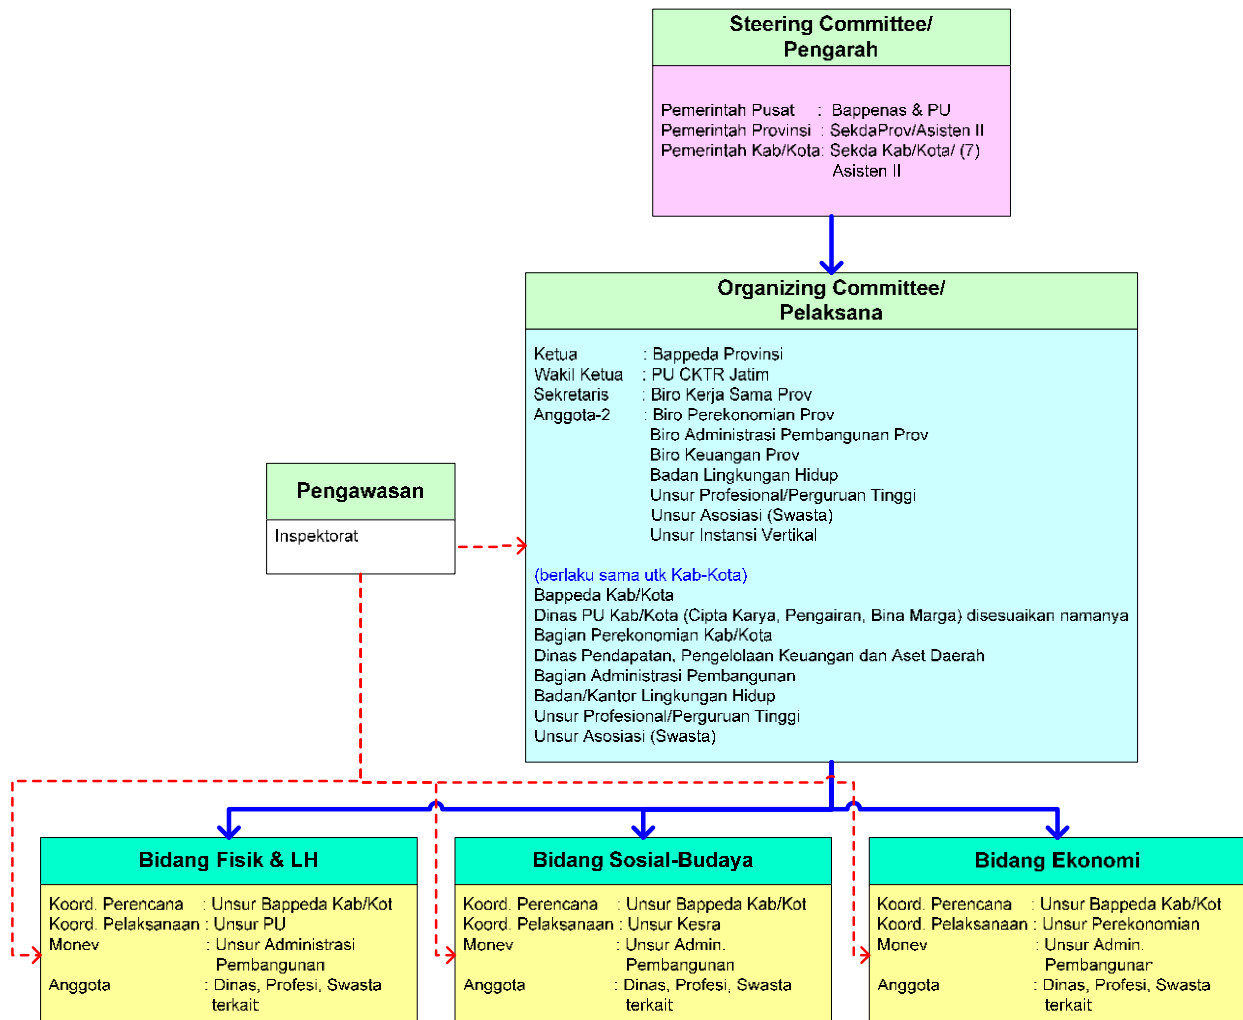 Steering Committee/
Pengarah
Pemerintah Pusat : Bappenas & PU
Pemerintah Provinsi : SekdaProv/Asisten II
Pemerintah Kab/Kota: Sekda Kab/Kota/ (7)
Asisten II
Organizing Committee/
Pelaksana
Ketua : Bappeda Provinsi
Wakil Ketua : PU CKTR Jatim
Sekretaris : Biro Kerja Sama Prov
Anggota-2 : Biro Perekonomian Prov
Biro Administrasi Pembangunan Prov
Biro Keuangan Prov
Badan Lingkungan Hidup
Unsur Profesional/Perguruan Tinggi
Unsur Asosiasi (Swasta)
Unsur Instansi Vertikal
(berlaku sama utk Kab-Kota)
Bappeda Kab/Kota
Dinas PU Kab/Kota (Cipta Karya, Pengairan, Bina Marga) disesuaikan namanya
Bagian Perekonomian Kab/Kota
Dinas Pendapatan, Pengelolaan Keuangan dan Aset Daerah
Bagian Administrasi Pembangunan
Badan/Kantor Lingkungan Hidup
Unsur Profesional/Perguruan Tinggi
Unsur Asosiasi (Swasta)
Pengawasan
Inspektorat
Bidang Fisik & LH
Koord. Perencana : Unsur Bappeda Kab/Kot
Koord. Pelaksanaan : Unsur PU
Monev : Unsur Administrasi
Pembangunan
Anggota : Dinas, Profesi, Swasta
terkait
Bidang Sosial-Budaya
Koord. Perencana : Unsur Bappeda Kab/Kot
Koord. Pelaksanaan : Unsur Kesra
Monev : Unsur Admin.
Pembangunan
Anggota : Dinas, Profesi, Swasta
terkait
Bidang Ekonomi
Koord. Perencana : Unsur Bappeda Kab/Kot
Koord. Pelaksanaan : Unsur Perekonomian
Monev : Unsur Admin.
Pembangunan
Anggota : Dinas, Profesi, Swasta
terkait